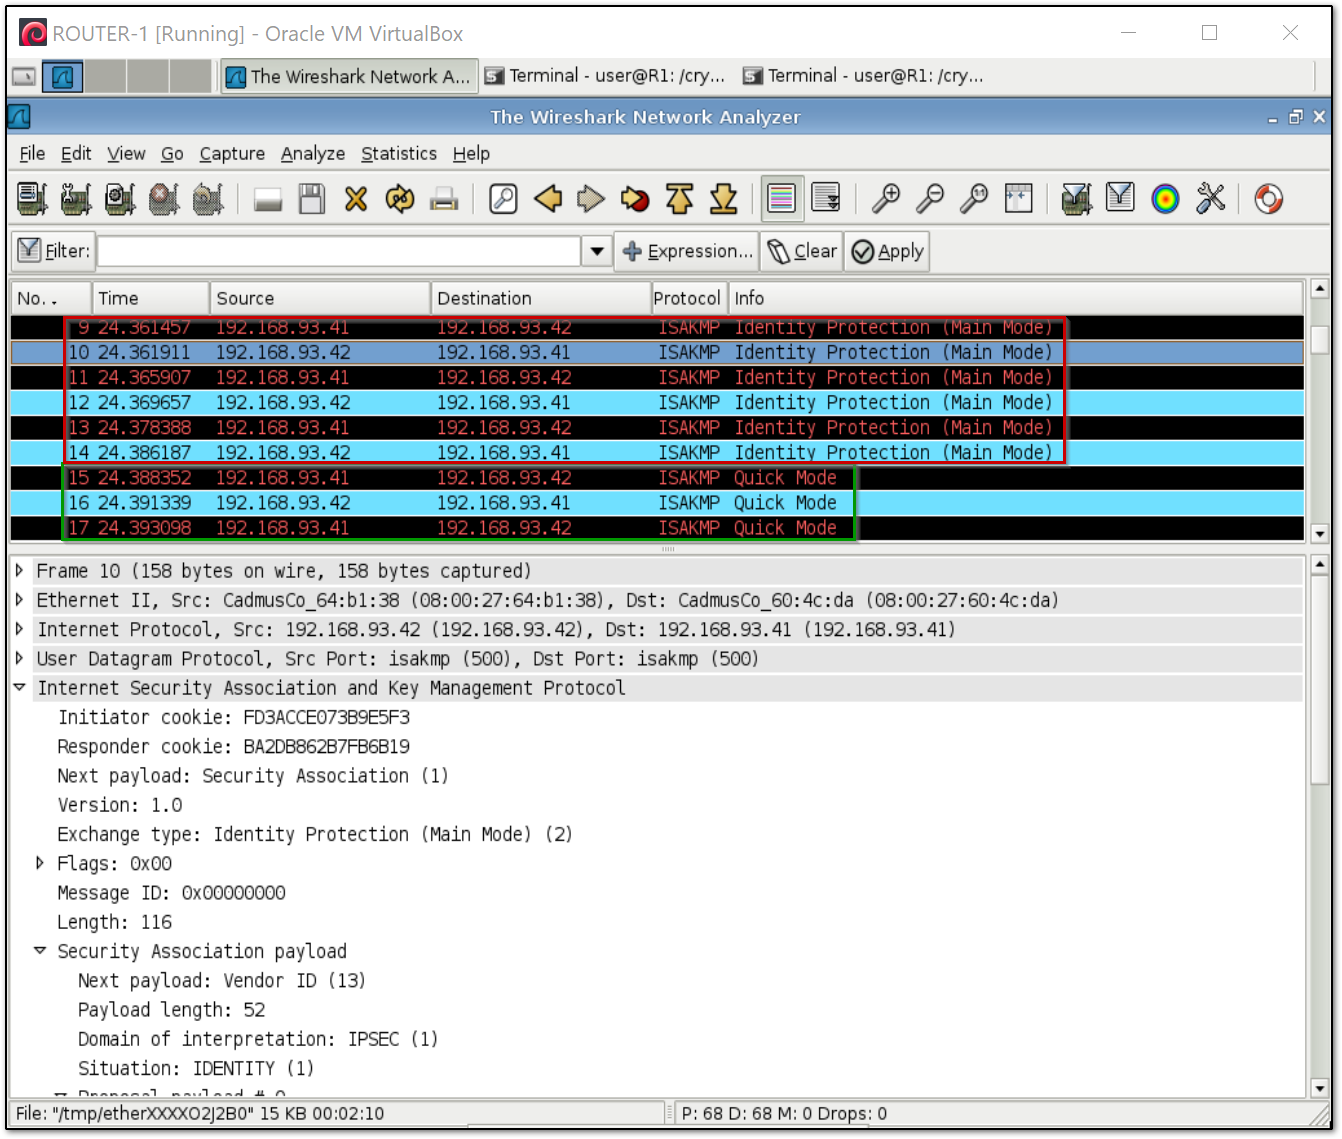 ROUTER-1 [Running] - Oracle VM VirtualBox
The Wireshark Network A... Terminal - user@R1: /cry... Terminal - user@R1: /cry...
The Wireshark Network Analyzer
File Edit View Go Capture Analyze Statistics Help
Filter: Expression... Clear Apply
No. . Time Source Destination Protocol Info
9 24.361457 192.168.93.41 192.168.93.42 ISAKMP Identity Protection (Main Mode)
10 24.361911 192.168.93.42 192.168.93.41 ISAKMP Identity Protection (Main Mode)
11 24.365907 192.168.93.41 192.168.93.42 ISAKMP Identity Protection (Main Mode)
12 24.369657 192.168.93.42 192.168.93.41 ISAKMP Identity Protection (Main Mode)
13 24.378388 192.168.93.41 192.168.93.42 ISAKMP Identity Protection (Main Mode)
14 24.386187 192.168.93.42 192.168.93.41 ISAKMP Identity Protection (Main Mode)
15 24.388352 192.168.93.41 192.168.93.42 ISAKMP Quick Mode
16 24.391339 192.168.93.42 192.168.93.41 ISAKMP Quick Mode
17 24.393098 192.168.93.41 192.168.93.42 ISAKMP Quick Mode
Frame 10 (158 bytes on wire, 158 bytes captured)
Ethernet II, Src: CadmusCo_64:b1:38 (08:00:27:64:b1:38), Dst: CadmusCo_60:4c:da (08:00:27:60:4c:da)
Internet Protocol, Src: 192.168.93.42 (192.168.93.42), Dst: 192.168.93.41 (192.168.93.41)
User Datagram Protocol, Src Port: isakmp (500), Dst Port: isakmp (500)
Internet Security Association and Key Management Protocol
Initiator cookie: FD3ACCE073B9E5F3
Responder cookie: BA2DB862B7FB6B19
Next payload: Security Association (1)
Version: 1.0
Exchange type: Identity Protection (Main Mode) (2)
Flags: 0x00
Message ID: 0x00000000
Length: 116
Security Association payload
Next payload: Vendor ID (13)
Payload length: 52
Domain of interpretation: IPSEC (1)
Situation: IDENTITY (1)
Proposal payload # 0
File: "/tmp/etherXXXXO2J2B0" 15 KB 00:02:10 P: 68 D: 68 M: 0 Drops: 0